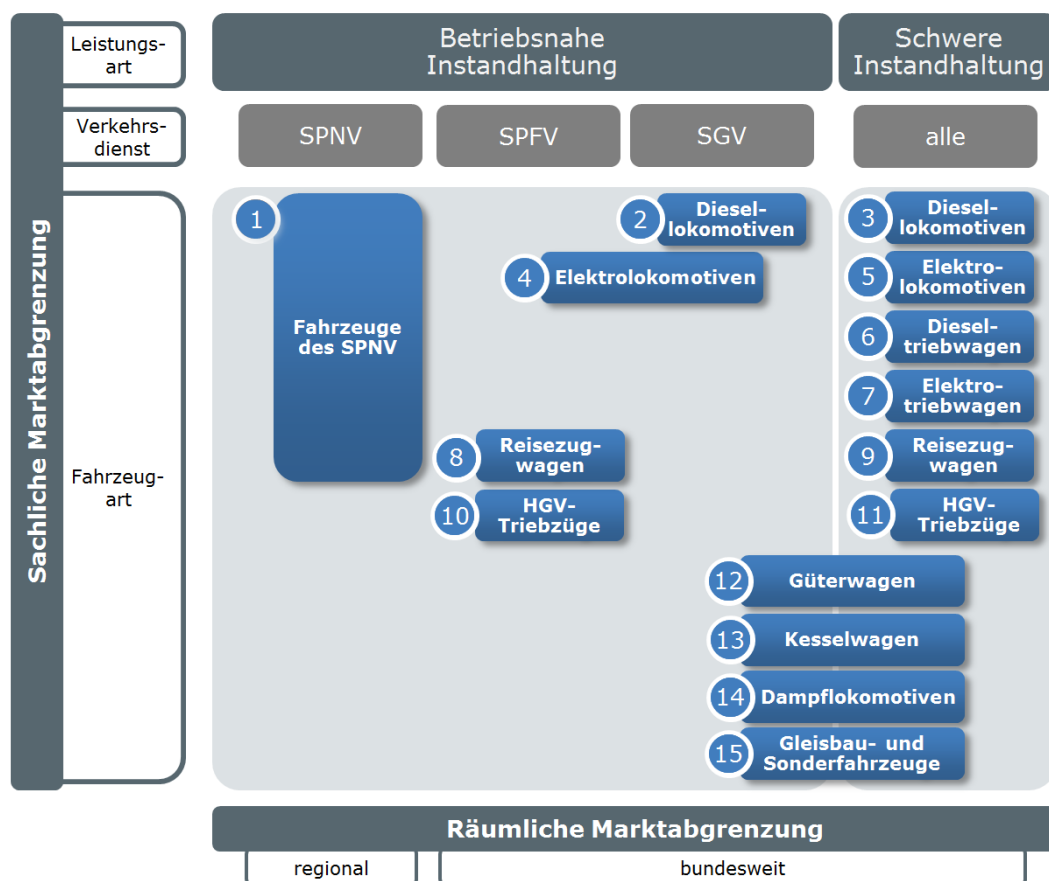 Leistungs-
art
Betriebsnahe
Instandhaltung
Schwere
Instandhaltung
Verkehrs-
dienst
SPNV
SPFV
SGV
alle
Sachliche Marktabgrenzung
Fahrzeug-
art
1
Fahrzeuge
des SPNV
2
Diesel-
lokomotiven
3
Diesel-
lokomotiven
4
Elektrolokomotiven
5
Elektro-
lokomotiven
6
Diesel-
triebwagen
7
Elektro-
triebwagen
8
Reisezug-
wagen
9
Reisezug-
wagen
10
HGV-
Triebzüge
11
HGV-
Triebzüge
12
Güterwagen
13
Kesselwagen
14
Dampflokomotiven
15
Gleisbau- und
Sonderfahrzeuge
Räumliche Marktabgrenzung
regional
bundesweit